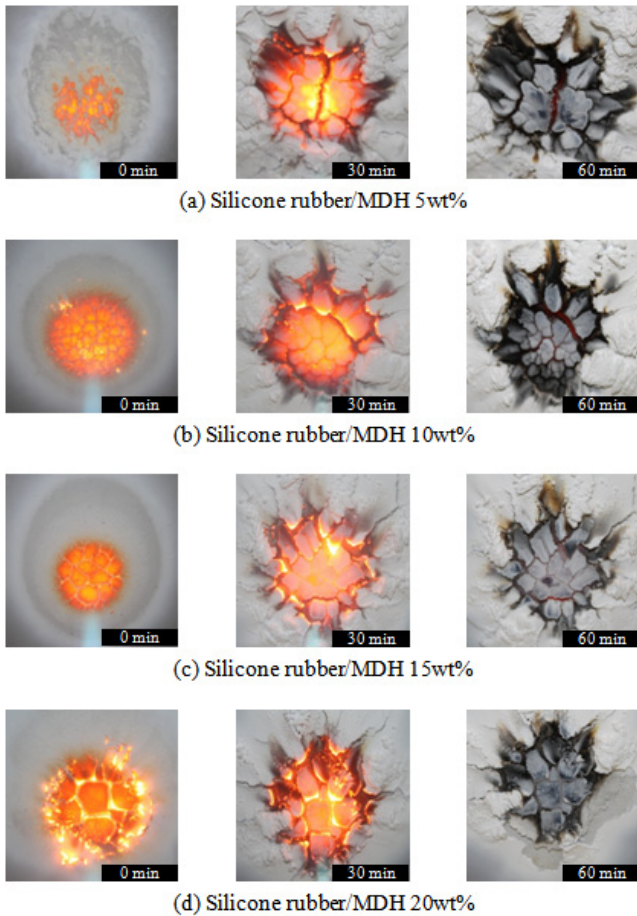 0 min
30 min
60 min
(a) Silicone rubber/MDH 5wt%
0 min
30 min
60 min
(b) Silicone rubber/MDH 10wt%
0 min
30 min
60 min
(c) Silicone rubber/MDH 15wt%
0 min
30 min
60 min
(d) Silicone rubber/MDH 20wt%